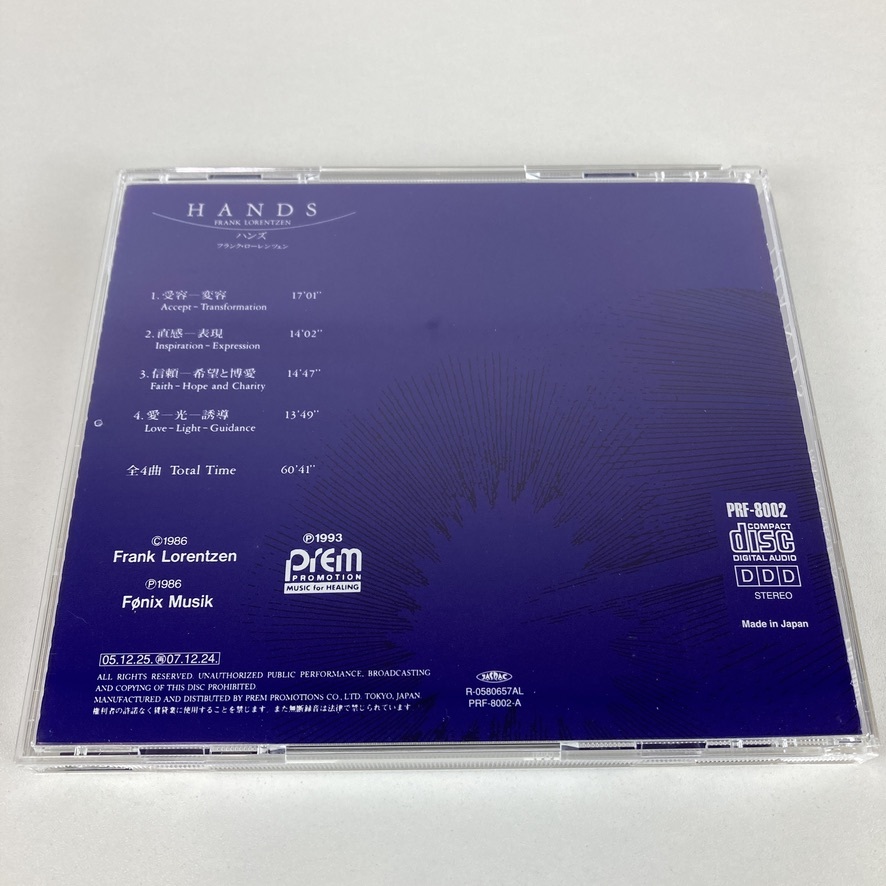 HANDS
FRANK LORENTZEN
ハンズ
フランク・ローレンツェン
1. 受容―変容 17'01"
Accept－Transformation
2. 直感―表現 14'02"
Inspiration－Expression
3. 信頼―希望と博愛 14'47"
Faith－Hope and Charity
4. 愛―光―誘導 13'49"
Love－Light－Guidance
全4曲 Total Time 60'41"
©1986
Frank Lorentzen
℗1986
Fønix Musik
℗1993
prem
PROMOTION
MUSIC for HEALING
PRF-8002
COMPACT
disc
DIGITAL AUDIO
DDD
STEREO
Made in Japan
05.12.25.㊢07.12.24.
ALL RIGHTS RESERVED. UNAUTHORIZED PUBLIC PERFORMANCE, BROADCASTING
AND COPYING OF THIS DISC PROHIBITED.
MANUFACTURED AND DISTIBUTED BY PREM PROMOTIONS CO., LTD. TOKYO, JAPAN.
権利者の許諾なく賃貸業に使用することを禁じます。また無断録音は法律で禁じられています。
JASRAC
R-0580657AL
PRF-8002-A